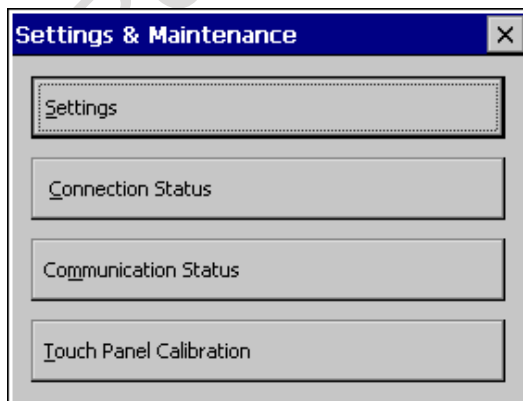 Settings & Maintenance
Settings
Connection Status
Communication Status
Touch Panel Calibration